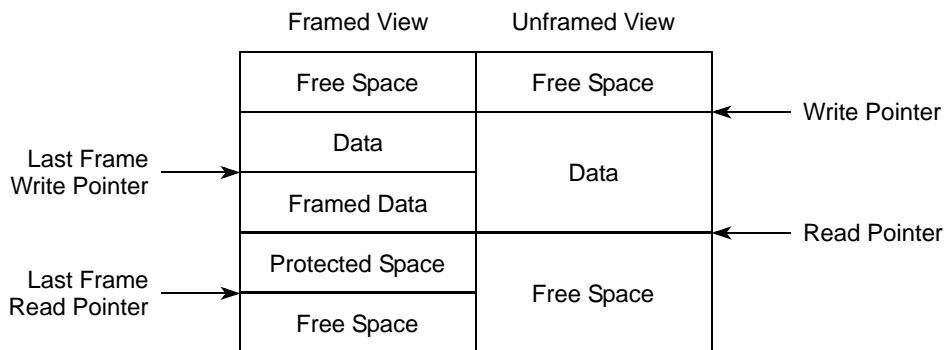 Framed View
Unframed View
Free Space
Free Space
Write Pointer
Data
Last Frame
Write Pointer
Data
Framed Data
Read Pointer
Protected Space
Last Frame
Read Pointer
Free Space
Free Space